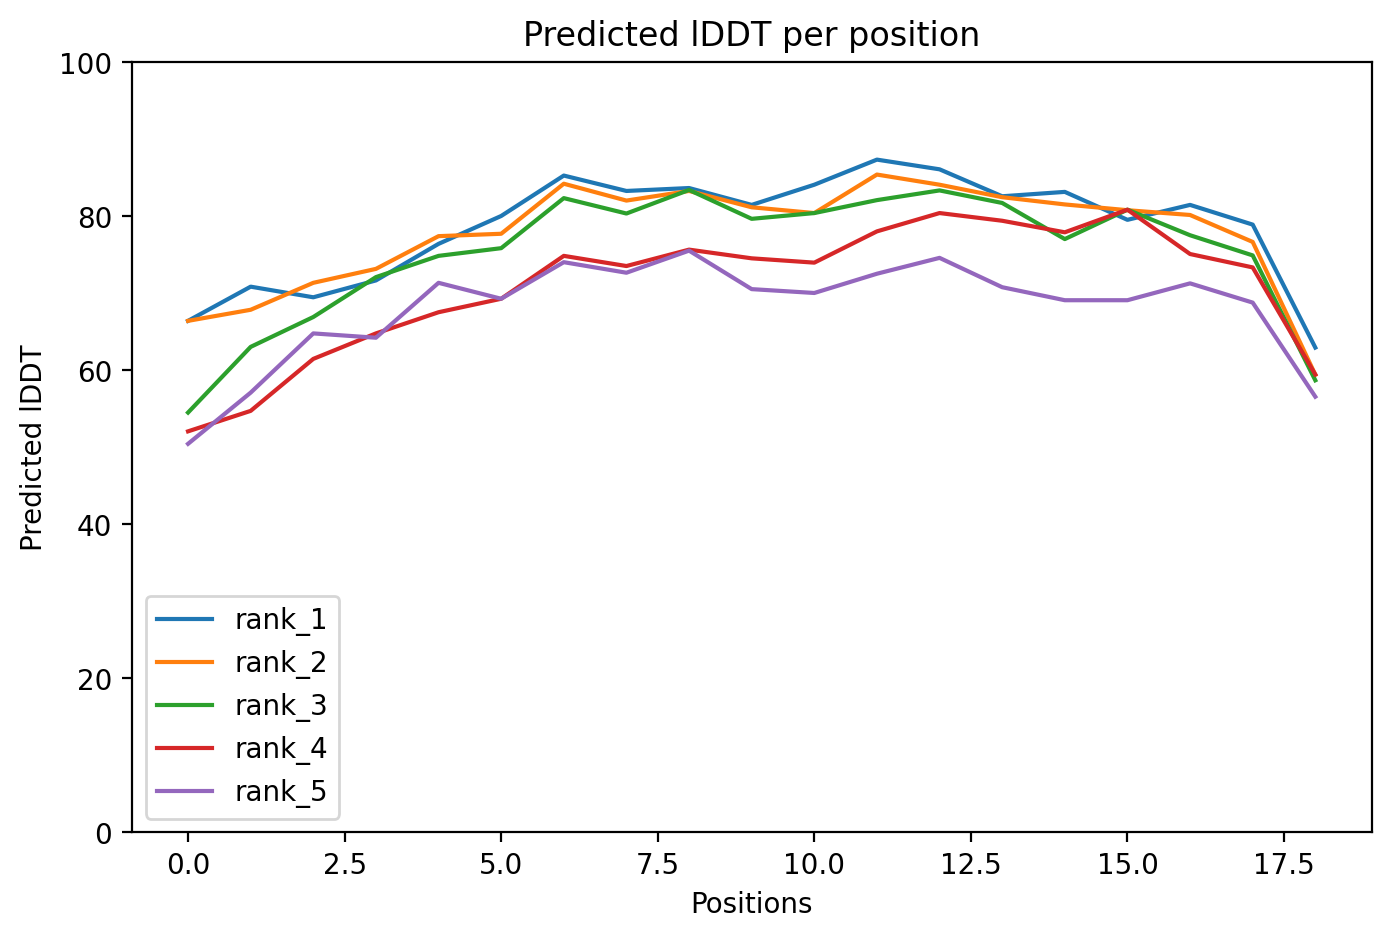 Predicted lDDT per position
100
80
60
40
20
0
Predicted lDDT
rank_1
rank_2
rank_3
rank_4
rank_5
0.0 2.5 5.0 7.5 10.0 12.5 15.0 17.5
Positions